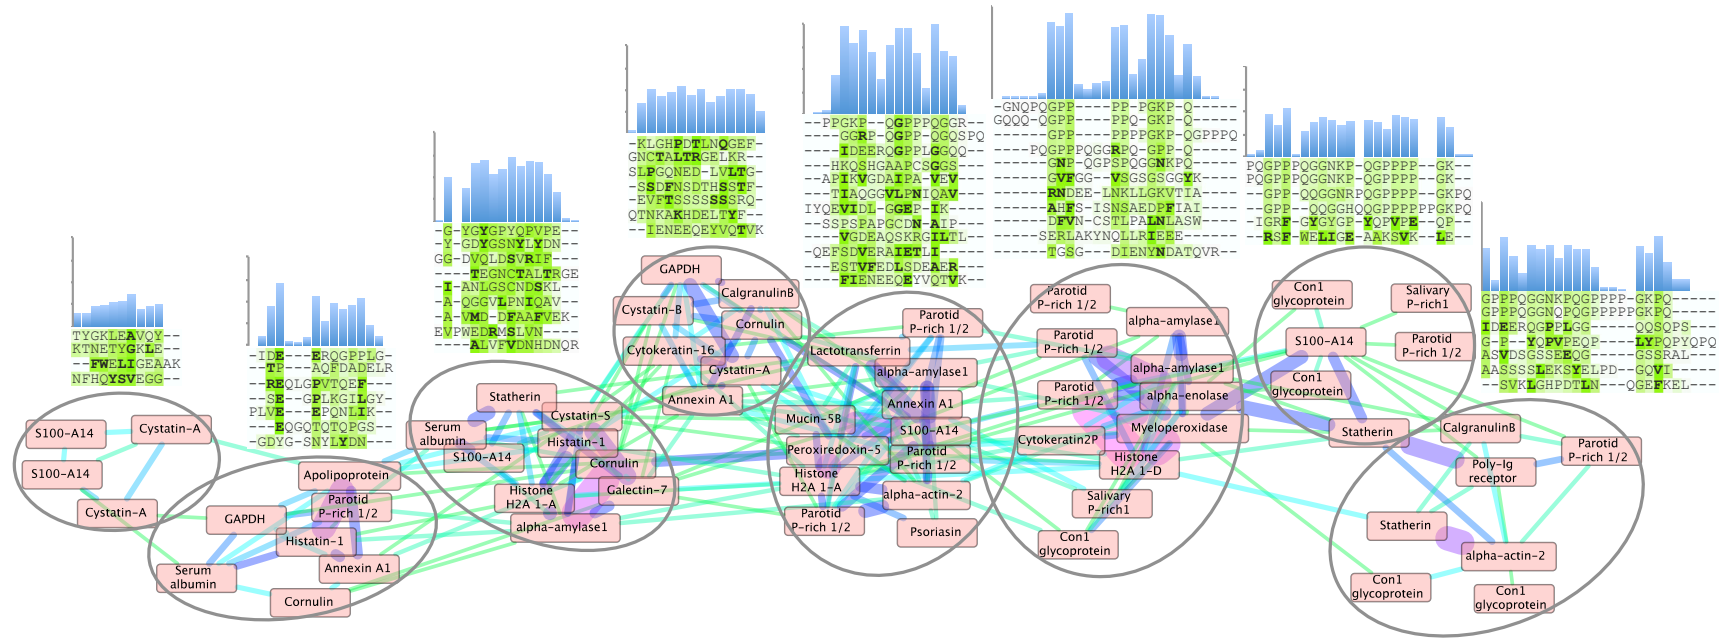 TYGKLEAVQY--
KTNETYGKLE--
--FWELIGEAAK
NFHQYSVEGG--
-IDE---ERQGPPLG-
--TP---AQFDADELR
--REQLGPVTQEF---
--SE--GPLKGILGY
PLVE---EPQNLIK--
---EQGQTQTQPGS--
-GDYG-SNYLYDN---
-G-YGYGPYQPVPE
Y-GDYGSNYLYDN--
GG-DVQLDSVRIF--
----TEGNCTALTRGE
-I-ANLGSCNDSKL
-A-QGGVLPNIQAV
-A-VMD-DFAAFVEK
EVPWEDRMSLVN---
----ALVFVDNHDNQR
-KLGHPDTLNQGEF-
GNCTALTRGELKR--
SLPGQNED-LVLTG-
--SSDFNSDTHSSTF-
--EVFTSSSSSSRQ-
QTNKAKHDELTYF--
--IENEEQEYVQTVK
--PPGKP--QGPPPQGGR--
----GGRP-QGPP-QGQSPQ
----IDEERQGPPLGGQQ---
---HKQSHGAAPCSGGS
--APIKVGDAIPA-VEV
----TIAQGGVLPNIQAV
IYQEVIDL-GGEP-IK---
---SSPSPAPGCDN-AIP---
----VGDEAQSKRGILTL
-QEFSDVERAIETLI
---ESTVFEDLSDEAER--
----FIENEEQEYVQTVK
-GNQPQGPP----PP-PGKP-Q-----
GQQQ-QGPP----PPQ-GKP-Q-----
------GPP----PPPPGKP-QGPPPQ
----PQGPPPQGGRPQ-GPP-Q-----
------GNP-QGPSPQGGNKPQ-----
------GVFGG--VSGSGSGGYK----
------RNDEE-LNKLLGKVTIA----
------AHFS-ISNSAEDPFIAI----
------DFVN-CSTLPALNLASW----
-----SERLAKYNQLLRIEEE------
------TGSG---DIENYNDATQVR--
PQGPPPQGGNKP-QGPPPP--GK--
PQGPPPQQGNKP-QGPPPP--GK--
--QPP--QGGNRPQGPPPP--GKPQ
--GPP--QQGGHQQGPPPPPPGKPQ
-IGRF-GYGYGP-YQPVPE--QP--
--RSF-WELIGE-AAKSVK--LE--
GPPPQGGNKPQGPPPP-GKPQ---
GPPPQGGNPQGPPPPPGKPQ---
IDEERQGPPLGG----QQSQPS--
G-P--YQPVPEQP----LYPQPYQPQ
ASVDSGSSEEQG----GSSRAL--
ASSSSSLEKSYELPD--GQVI---
--SVKLGHPDTLN--QGEFKEL--
GAPDH
CalgranulinB
Cystatin-B
Cornulin
Cytokeratin-16
Cystatin-A
Annexin A1
Parotid
P-rich 1/2
Lactotransferrin
alpha-amylase1
Annexin A1
Mucin-5B
S100-A14
Peroxiredoxin-5
Parotid
P-rich 1/2
Histone
H2A 1-A
alpha-actin-2
Parotid
P-rich 1/2
Psoriasin
Parotid
P-rich 1/2
alpha-amylase1
Parotid
P-rich 1/2
alpha-amylase1
Parotid
P-rich 1/2
alpha-enolase
Myeloperoxidase
Cytokeratin2P
Histone
H2A 1-D
Salivary
P-rich1
Con1
glycoprotein
Con1
glycoprotein
Salivary
P-rich1
S100-A14
Parotid
P-rich 1/2
Con1
glycoprotein
Statherin
CalgranulinB
Parotid
P-rich 1/2
Poly-Ig
receptor
Statherin
alpha-actin-2
Con1
glycoprotein
Con1
glycoprotein
Statherin
Cystatin-S
Serum
albumin
Histatin-1
S100-A14
Cornulin
Histone
H2A 1-A
Galectin-7
alpha-amylase1
S100-A14
Cystatin-A
S100-A14
Cystatin-A
Apolipoprotein
Parotid
P-rich 1/2
GAPDH
Histatin-1
Annexin A1
Serum
albumin
Cornulin